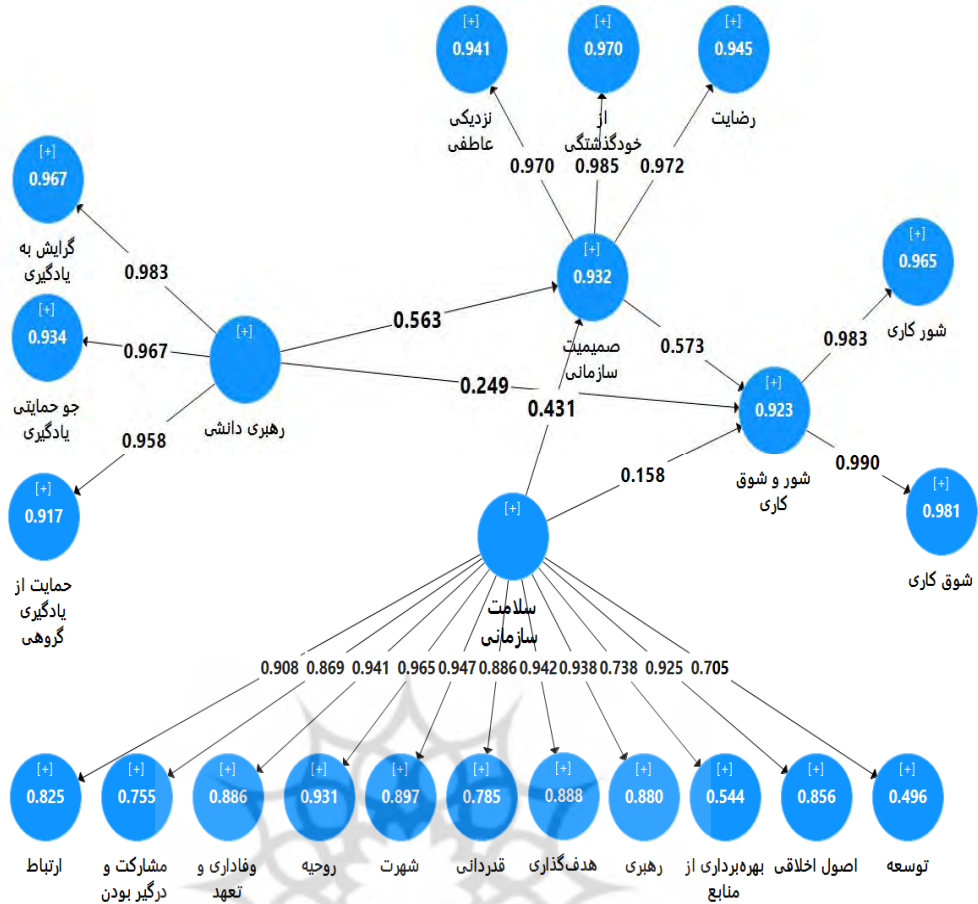 [+]
0.941
[+]
0.970
[+]
0.945
نزدیکی
عاطفی
از
خودگذشتگی
رضایت
0.970
0.985
0.972
[+]
0.967
گرایش به
یادگیری
0.983
[+]
0.932
صمیمیت
سازمانی
[+]
0.965
شور کاری
0.983
[+]
0.934
جو حمایتی
یادگیری
0.967
[+]
رهبری دانشی
0.563
0.573
0.249
0.431
[+]
0.923
شور و شوق
کاری
0.958
[+]
0.917
حمایت از
یادگیری
گروهی
0.158
0.990
[+]
0.981
شوق کاری
[+]
سلامت
سازمانی
0.908 0.869 0.941 0.965 0.947 0.886 0.942 0.938 0.738 0.925 0.705
[+]
0.825
[+]
0.755
[+]
0.886
[+]
0.931
[+]
0.897
[+]
0.785
[+]
0.888
[+]
0.880
[+]
0.544
[+]
0.856
[+]
0.496
ارتباط
مشارکت و
درگیر بودن
وفاداری و
تعهد
روحیه
شهرت
قدردانی
هدف‌گذاری
رهبری
بهره‌برداری از
منابع
اصول اخلاقی
توسعه